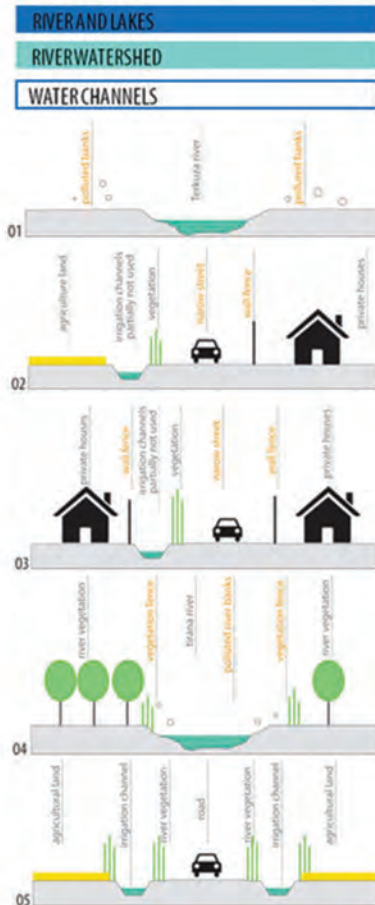 RIVER AND LAKES
RIVER WATERSHED
WATER CHANNELS
polluted banks
Terkuza river
polluted banks
01
agriculture land
irrigation channels
partially not used
vegetation
narow street
wall fence
private houses
02
private houses
wall fence
irrigation channels
partially not used
vegetation
narow street
wall fence
private houses
03
river vegetation
vegetation fence
tirana river
polluted river banks
vegetation fence
river vegetation
04
agricultural land
irrigation channel
river vegetation
road
river vegetation
irrigation channel
agricultural land
05